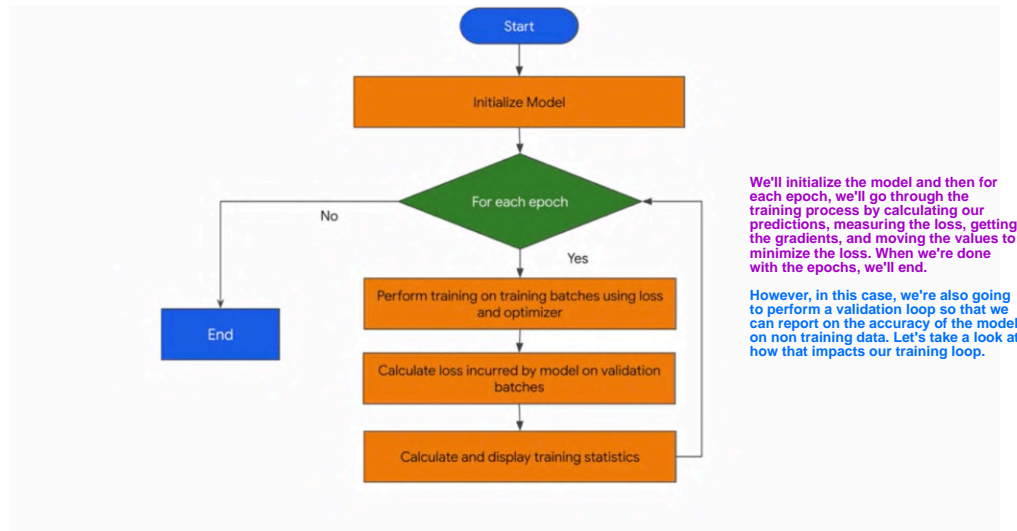 Start
Initialize Model
For each epoch
No
Yes
Perform training on training batches using loss
and optimizer
End
Calculate loss incurred by model on validation
batches
Calculate and display training statistics
We'll initialize the model and then for
each epoch, we'll go through the
training process by calculating our
predictions, measuring the loss, getting
the gradients, and moving the values to
minimize the loss. When we're done
with the epochs, we'll end.
However, in this case, we're also going
to perform a validation loop so that we
can report on the accuracy of the model
on non training data. Let's take a look at
how that impacts our training loop.